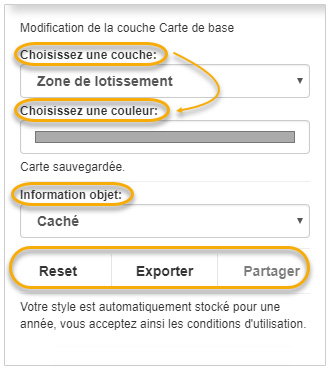 Modification de la couche Carte de base
Choisissez une couche:
Zone de lotissement
Choisissez une couleur:
Carte sauvegardée.
Information objet:
Caché
Reset Exporter Partager
Votre style est automatiquement stocké pour une
année, vous acceptez ainsi les conditions d'utilisation.